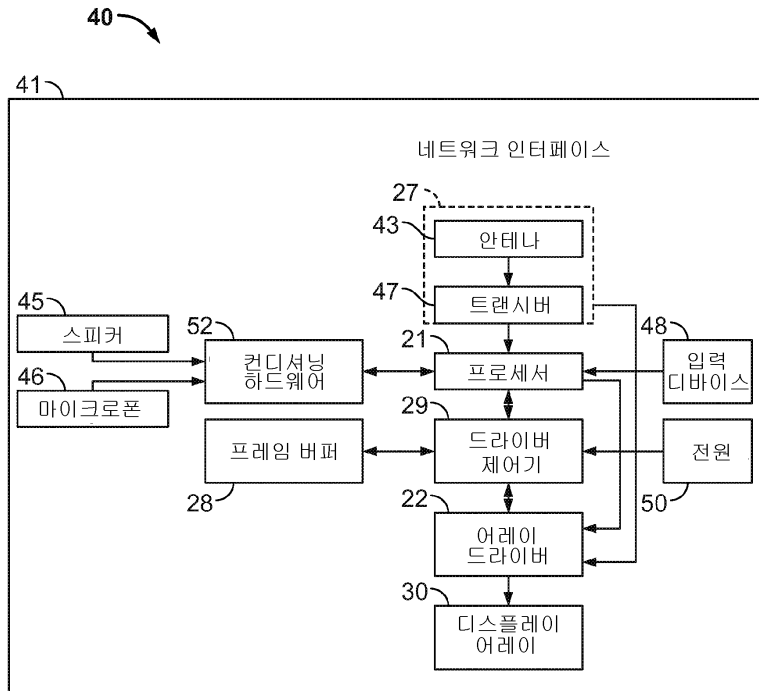 40
41
네트워크 인터페이스
27
43
안테나
47
트랜시버
45
스피커
52
컨디셔닝
하드웨어
21
프로세서
48
입력
디바이스
46
마이크로폰
29
드라이버
제어기
프레임 버퍼
28
전원
50
22
어레이
드라이버
30
디스플레이
어레이